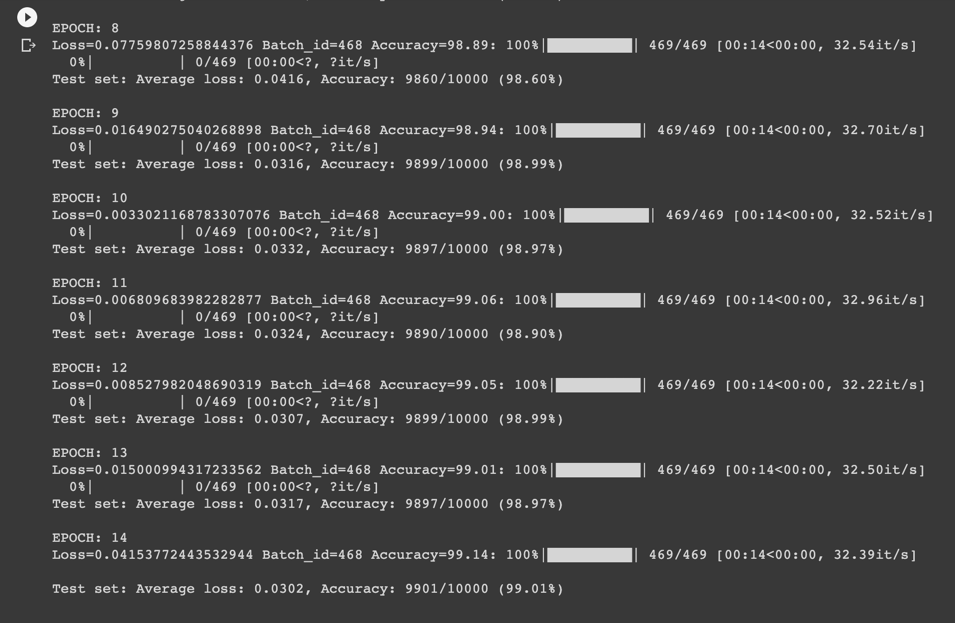 EPOCH: 8
Loss=0.07759807258844376 Batch_id=468 Accuracy=98.89: 100%|██████████| 469/469 [00:14<00:00, 32.54it/s]
  0%|          | 0/469 [00:00<?, ?it/s]
Test set: Average loss: 0.0416, Accuracy: 9860/10000 (98.60%)

EPOCH: 9
Loss=0.016490275040268898 Batch_id=468 Accuracy=98.94: 100%|██████████| 469/469 [00:14<00:00, 32.70it/s]
  0%|          | 0/469 [00:00<?, ?it/s]
Test set: Average loss: 0.0316, Accuracy: 9899/10000 (98.99%)

EPOCH: 10
Loss=0.0033021168783307076 Batch_id=468 Accuracy=99.00: 100%|██████████| 469/469 [00:14<00:00, 32.52it/s]
  0%|          | 0/469 [00:00<?, ?it/s]
Test set: Average loss: 0.0332, Accuracy: 9897/10000 (98.97%)

EPOCH: 11
Loss=0.006809683982282877 Batch_id=468 Accuracy=99.06: 100%|██████████| 469/469 [00:14<00:00, 32.96it/s]
  0%|          | 0/469 [00:00<?, ?it/s]
Test set: Average loss: 0.0324, Accuracy: 9890/10000 (98.90%)

EPOCH: 12
Loss=0.008527982048690319 Batch_id=468 Accuracy=99.05: 100%|██████████| 469/469 [00:14<00:00, 32.22it/s]
  0%|          | 0/469 [00:00<?, ?it/s]
Test set: Average loss: 0.0307, Accuracy: 9899/10000 (98.99%)

EPOCH: 13
Loss=0.015000994317233562 Batch_id=468 Accuracy=99.01: 100%|██████████| 469/469 [00:14<00:00, 32.50it/s]
  0%|          | 0/469 [00:00<?, ?it/s]
Test set: Average loss: 0.0317, Accuracy: 9897/10000 (98.97%)

EPOCH: 14
Loss=0.04153772443532944 Batch_id=468 Accuracy=99.14: 100%|██████████| 469/469 [00:14<00:00, 32.39it/s]

Test set: Average loss: 0.0302, Accuracy: 9901/10000 (99.01%)